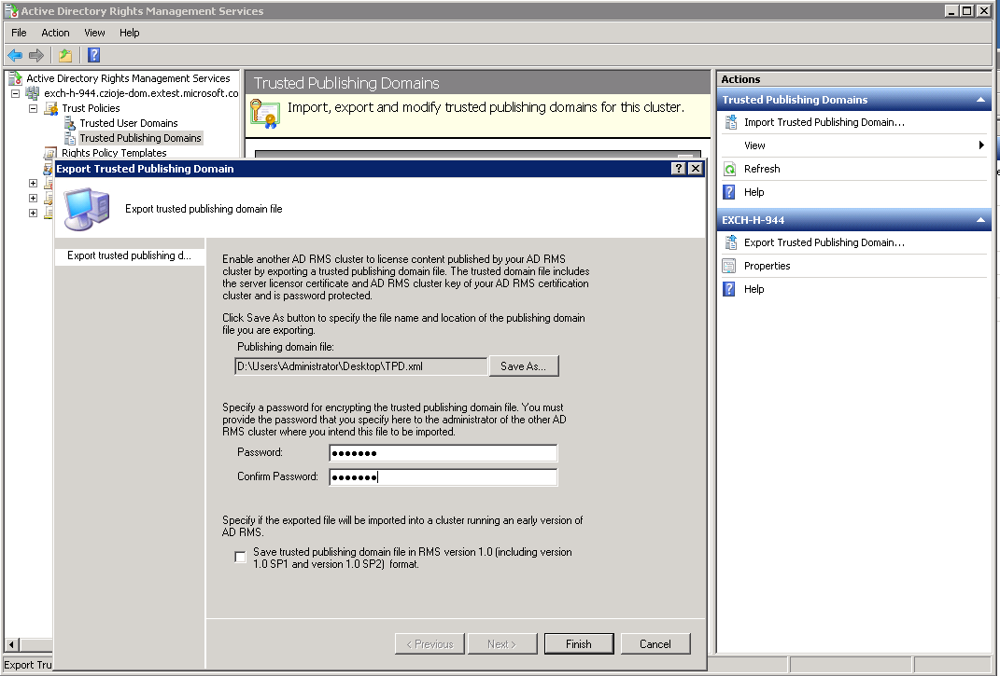 Active Directory Rights Management Services
File Action View Help
Active Directory Rights Management Services
exch-h-944.czioje-dom.extest.microsoft.co
Trust Policies
Trusted User Domains
Trusted Publishing Domains
Rights Policy Templates
Trusted Publishing Domains
Import, export and modify trusted publishing domains for this cluster.
Export Trusted Publishing Domain
Export trusted publishing domain file
Export trusted publishing d...
Enable another AD RMS cluster to license content published by your AD RMS
cluster by exporting a trusted publishing domain file. The trusted domain file includes
the server licensor certificate and AD RMS cluster key of your AD RMS certification
cluster and is password protected.
Click Save As button to specify the file name and location of the publishing domain
file you are exporting.
Publishing domain file:
D:\Users\Administrator\Desktop\TPD.xml
Save As...
Specify a password for encrypting the trusted publishing domain file. You must
provide the password that you specify here to the administrator of the other AD
RMS cluster where you intend this file to be imported.
Password:
●●●●●●●
Confirm Password:
●●●●●●●
Specify if the exported file will be imported into a cluster running an early version of
AD RMS.
Save trusted publishing domain file in RMS version 1.0 (including version
1.0 SP1 and version 1.0 SP2) format.
< Previous Next > Finish Cancel
Export Tru
Actions
Trusted Publishing Domains
Import Trusted Publishing Domain...
View
Refresh
Help
EXCH-H-944
Export Trusted Publishing Domain...
Properties
Help